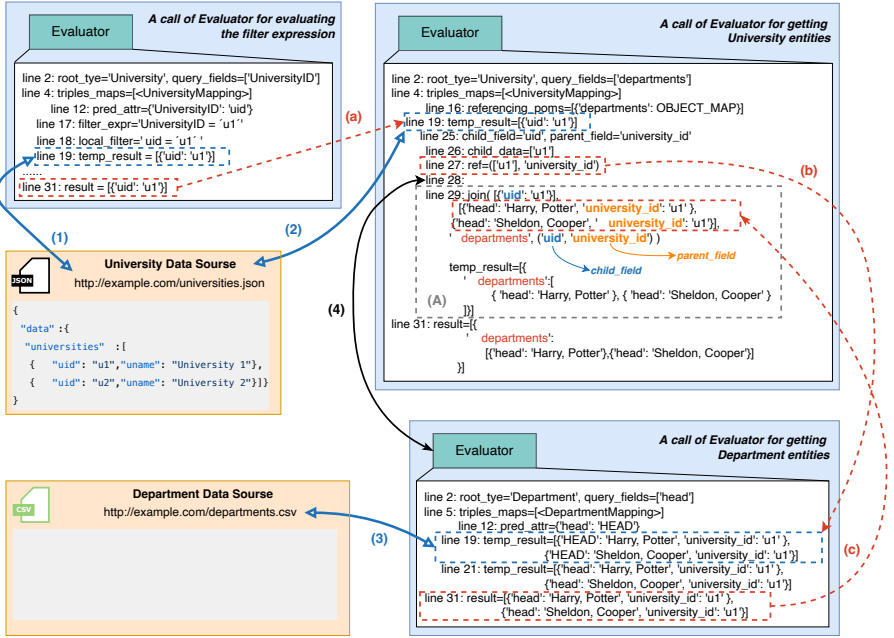 Evaluator
A call of Evaluator for evaluating
the filter expression
line 2: root_tye='University', query_fields=['UniversityID']
line 4: triples_maps=[<UniversityMapping>]
line 12: pred_attr={'UniversityID': 'uid'}
line 17: filter_expr='UniversityID = ´u1´'
line 18: local_filter=' uid = ´u1´ '
line 19: temp_result = [{'uid': 'u1'}]
......
line 31: result = [{'uid': 'u1'}]
(a)
(1)
(2)
University Data Sourse
JSON
http://example.com/universities.json
{
"data" :{
"universities" :[
{ "uid": "u1","uname": "University 1"},
{ "uid": "u2","uname": "University 2"}]}
}
Evaluator
A call of Evaluator for getting
University entities
line 2: root_tye='University', query_fields=['departments']
line 4: triples_maps=[<UniversityMapping>]
line 16: referencing_poms=[{'departments': OBJECT_MAP}]
line 19: temp_result=[{'uid': 'u1'}]
line 25: child_field='uid', parent_field='university_id'
line 26: child_data=['u1']
line 27: ref=(['u1'], 'university_id')
line 28:
line 29: join( [{'uid': 'u1'}],
[{'head': 'Harry, Potter', 'university_id': 'u1' },
{'head': 'Sheldon, Cooper', ' university_id': 'u1'}],
' departments', ('uid', 'university_id') )
parent_field
child_field
temp_result=[{
' departments':[
{ 'head': 'Harry, Potter' }, { 'head': 'Sheldon, Cooper' }
(A)
]}]
line 31: result=[{
' departments':
[{'head': 'Harry, Potter'},{'head': 'Sheldon, Cooper'}]
}]
(b)
(4)
Department Data Sourse
CSV
http://example.com/departments.csv
(3)
Evaluator
A call of Evaluator for getting
Department entities
line 2: root_tye='Department', query_fields=['head']
line 5: triples_maps=[<DepartmentMapping>]
line 12: pred_attr={'head': 'HEAD'}
line 19: temp_result=[{'HEAD': 'Harry, Potter', 'university_id': 'u1' },
{'HEAD': 'Sheldon, Cooper', 'university_id': 'u1'}]
line 21: temp_result=[{'head': 'Harry, Potter', 'university_id': 'u1' },
{'head': 'Sheldon, Cooper', 'university_id': 'u1'}]
line 31: result=[{'head': 'Harry, Potter', 'university_id': 'u1' },
{'head': 'Sheldon, Cooper', 'university_id': 'u1'}]
(c)